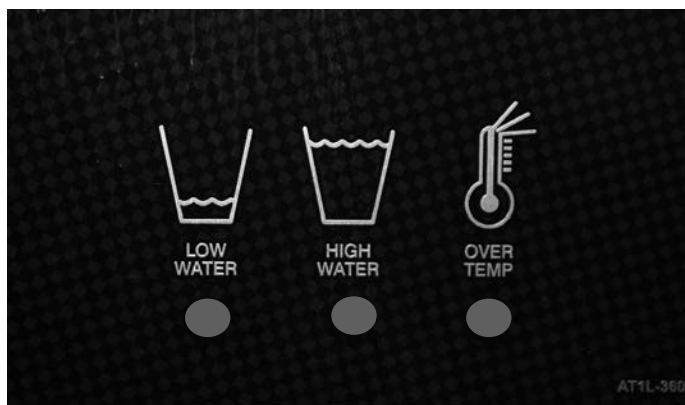 LOW
WATER
HIGH
WATER
OVER
TEMP
AT1L-360